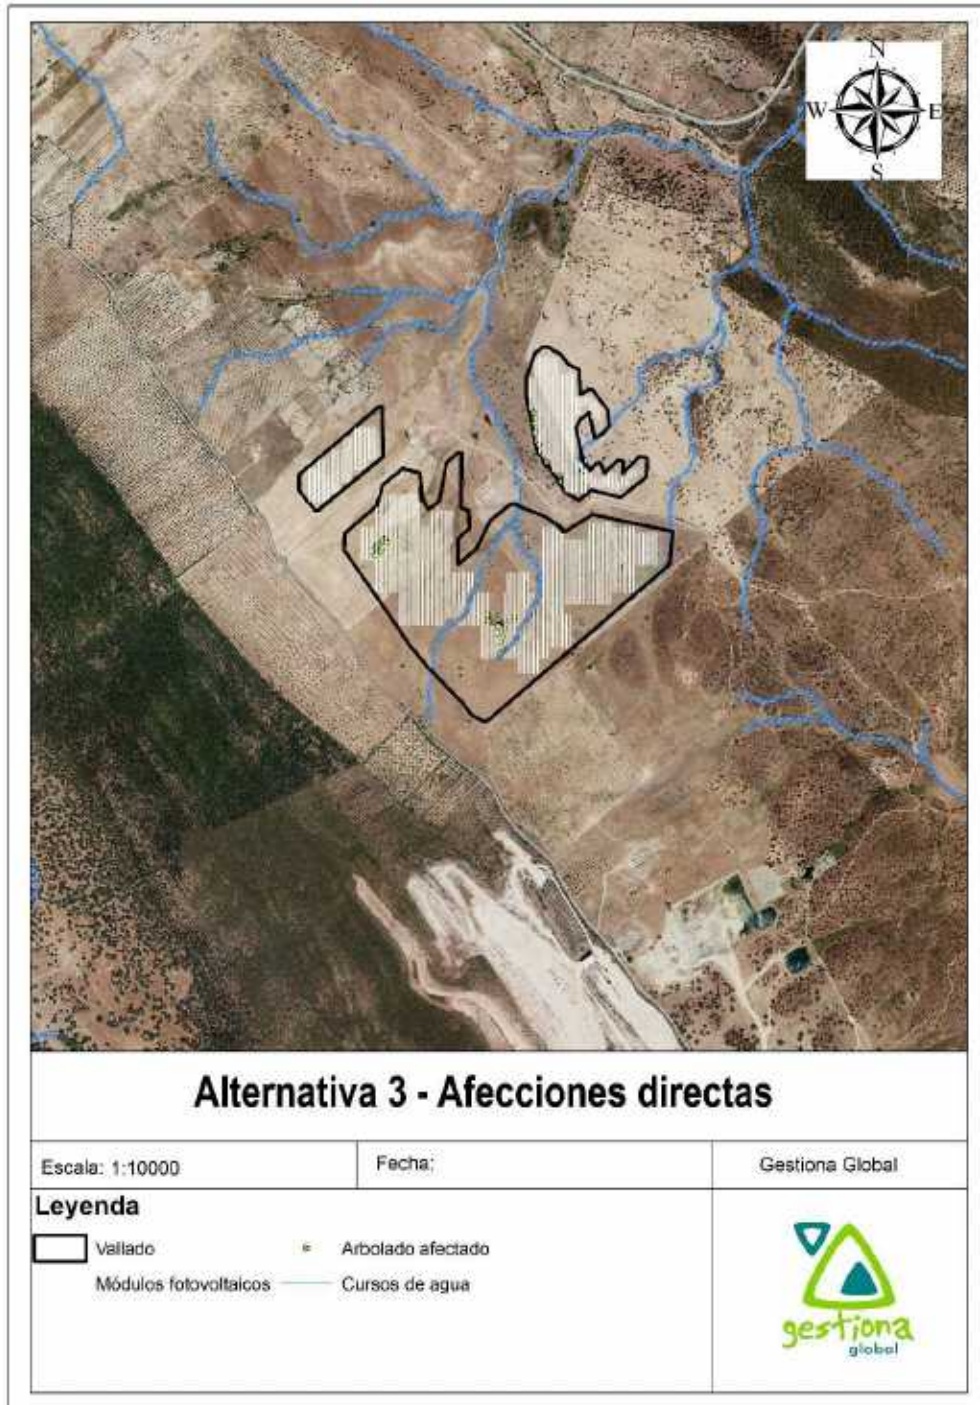 N
W E
S
Alternativa 3 - Afecciones directas
Escala: 1:10000 Fecha: Gestiona Global
Leyenda
Vallado Arbolado afectado
Módulos fotovoltaicos Cursos de agua
gestiona
global